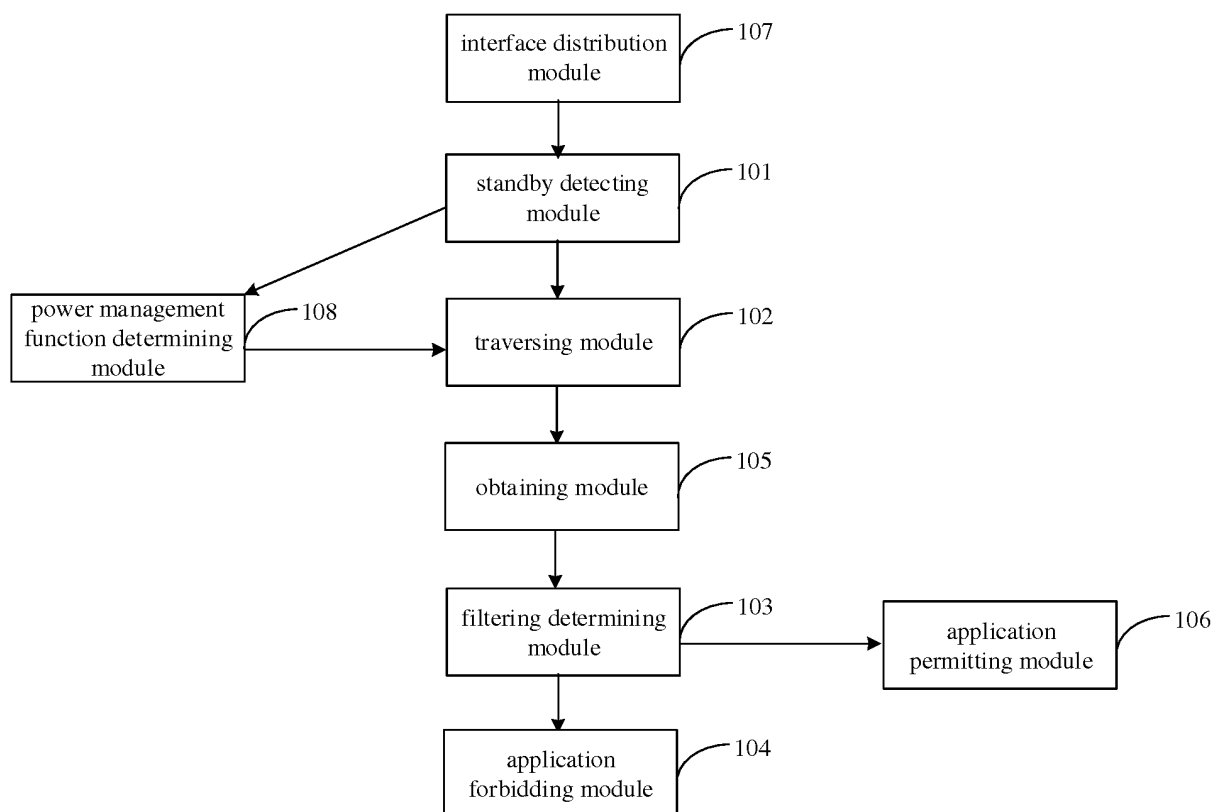 interface distribution
module
107
standby detecting
module
101
power management
function determining
module
108
traversing module
102
obtaining module
105
filtering determining
module
103
application
permitting module
106
application
forbidding module
104